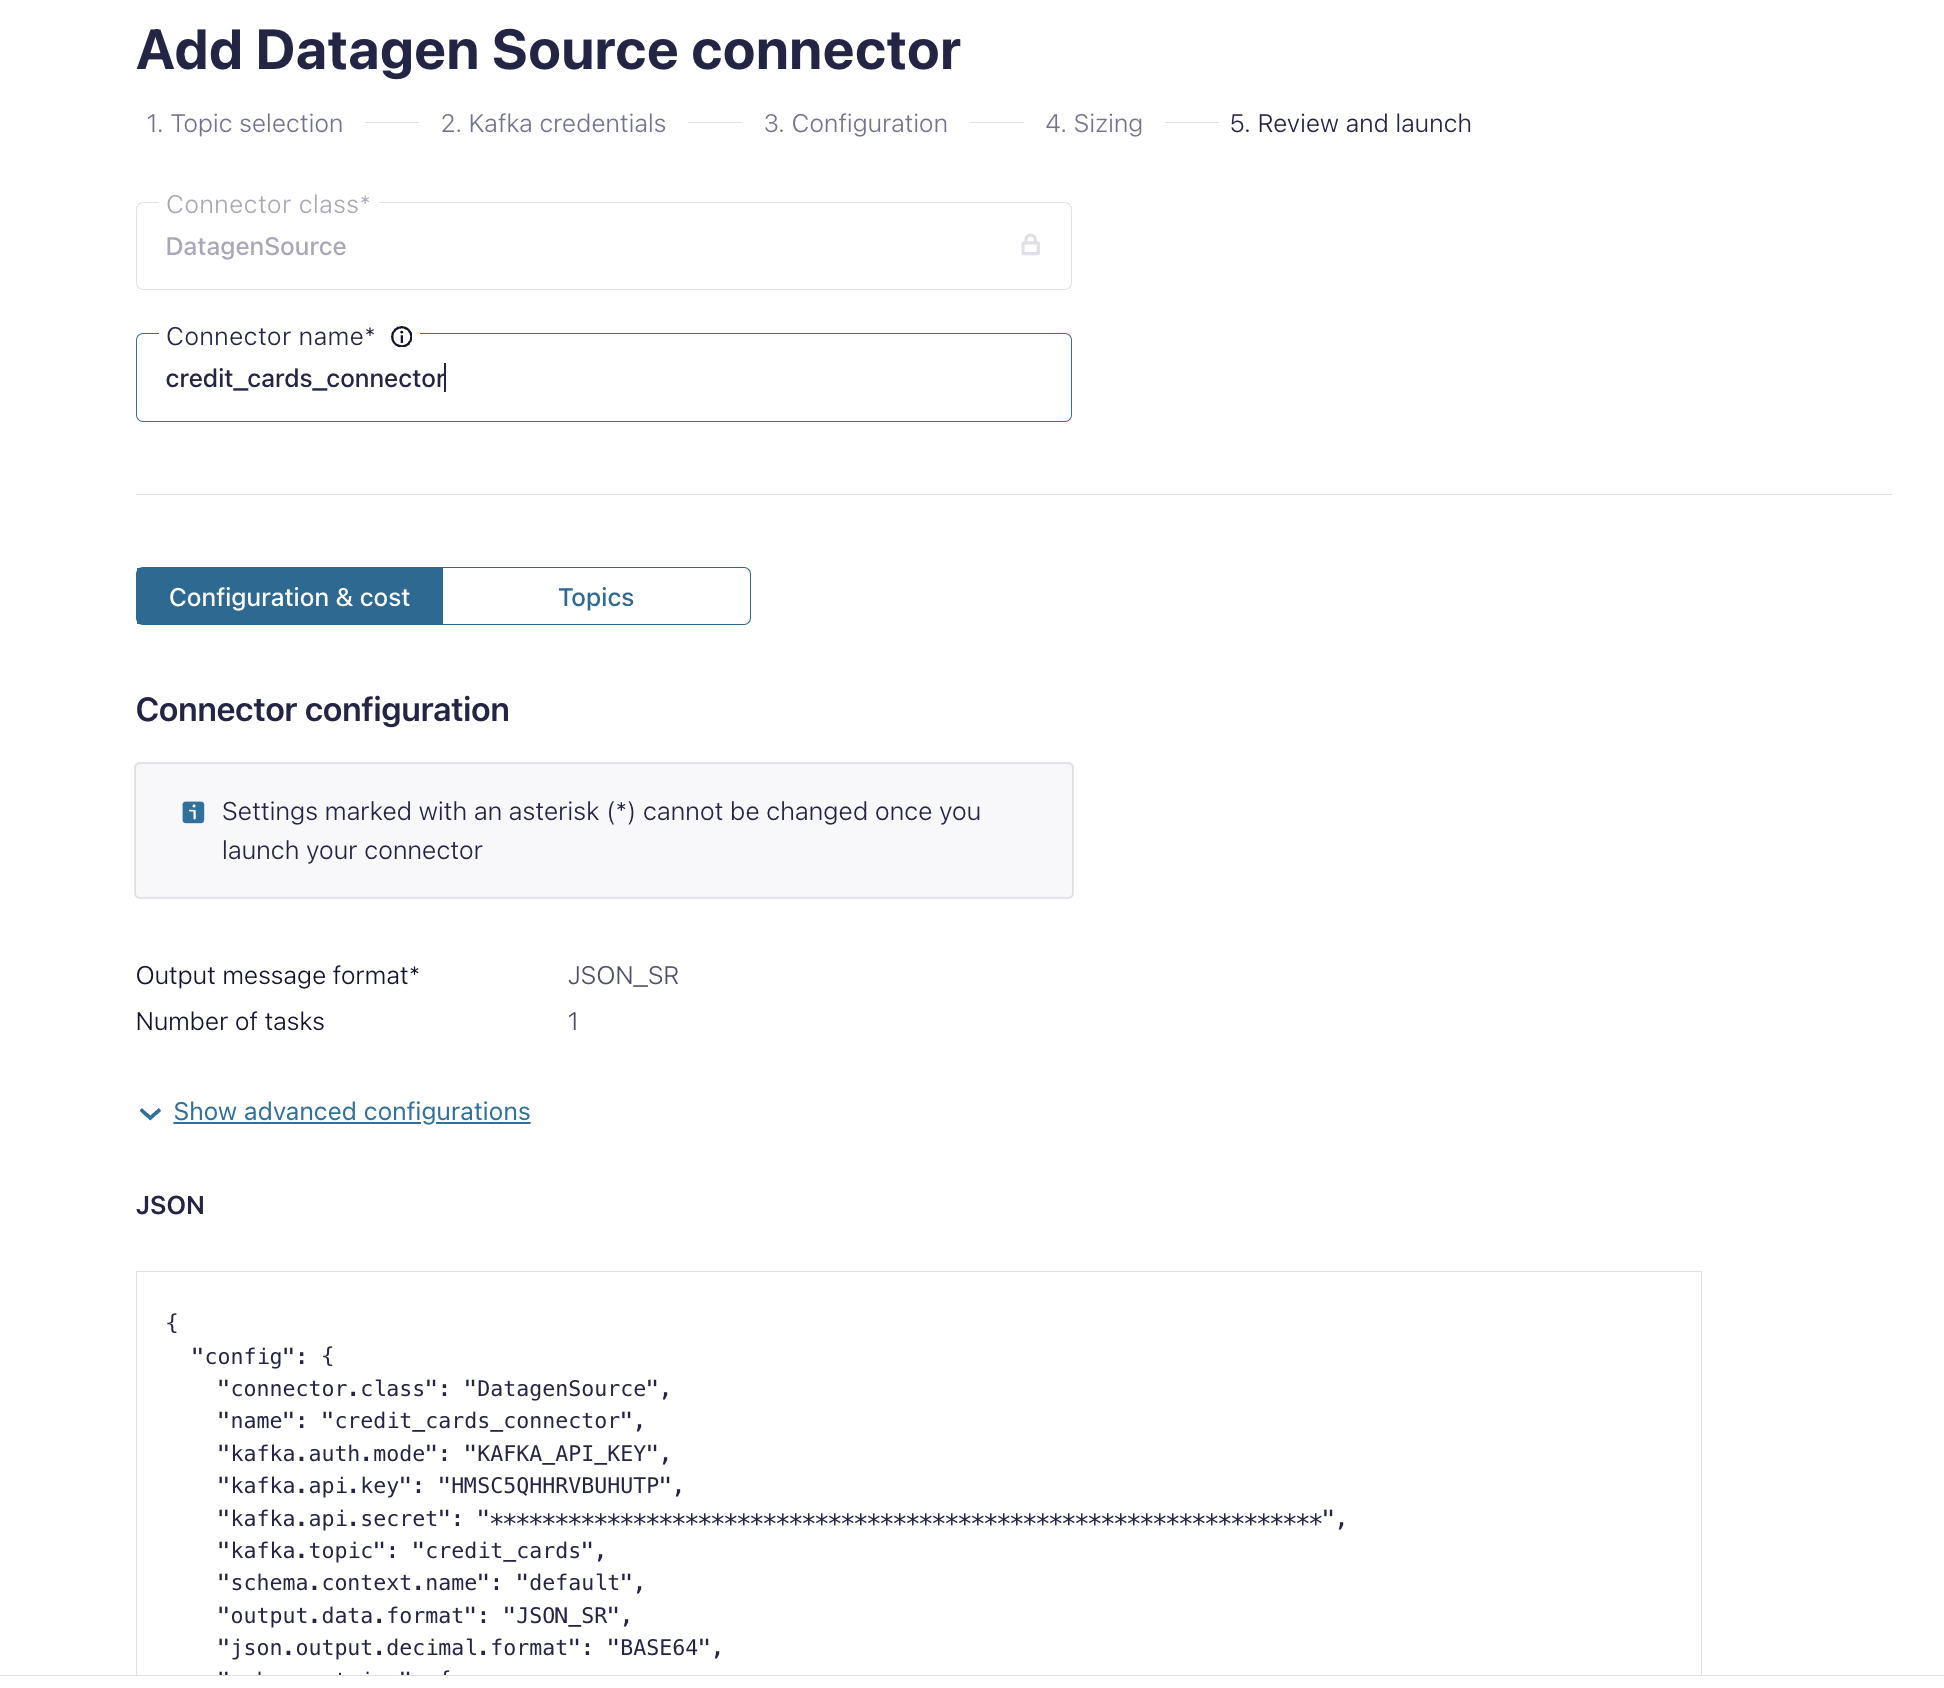 Add Datagen Source connector
1. Topic selection 2. Kafka credentials 3. Configuration 4. Sizing 5. Review and launch
Connector class*
DatagenSource
Connector name*
credit_cards_connector
Configuration & cost Topics
Connector configuration
Settings marked with an asterisk (*) cannot be changed once you
launch your connector
Output message format* JSON_SR
Number of tasks 1
Show advanced configurations
JSON
{
"config": {
"connector.class": "DatagenSource",
"name": "credit_cards_connector",
"kafka.auth.mode": "KAFKA_API_KEY",
"kafka.api.key": "HMSC5QHHRVBUHUTP",
"kafka.api.secret": "****************************************************************",
"kafka.topic": "credit_cards",
"schema.context.name": "default",
"output.data.format": "JSON_SR",
"json.output.decimal.format": "BASE64",